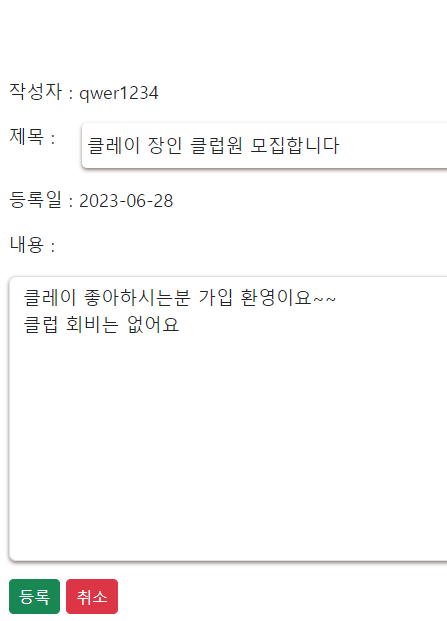 작성자 : qwer1234
제목 : 클레이 장인 클럽원 모집합니다
등록일 : 2023-06-28
내용 :
클레이 좋아하시는분 가입 환영이요~~
클럽 회비는 없어요
등록 취소